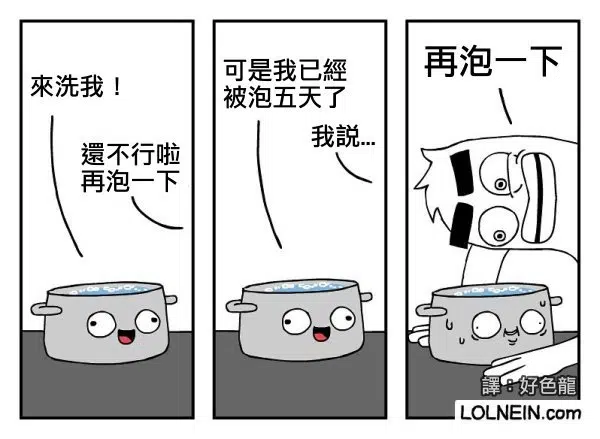 來洗我！
還不行啦
再泡一下
可是我已經
被泡五天了
我説...
再泡一下
譯：好色龍
LOLNEIN.com